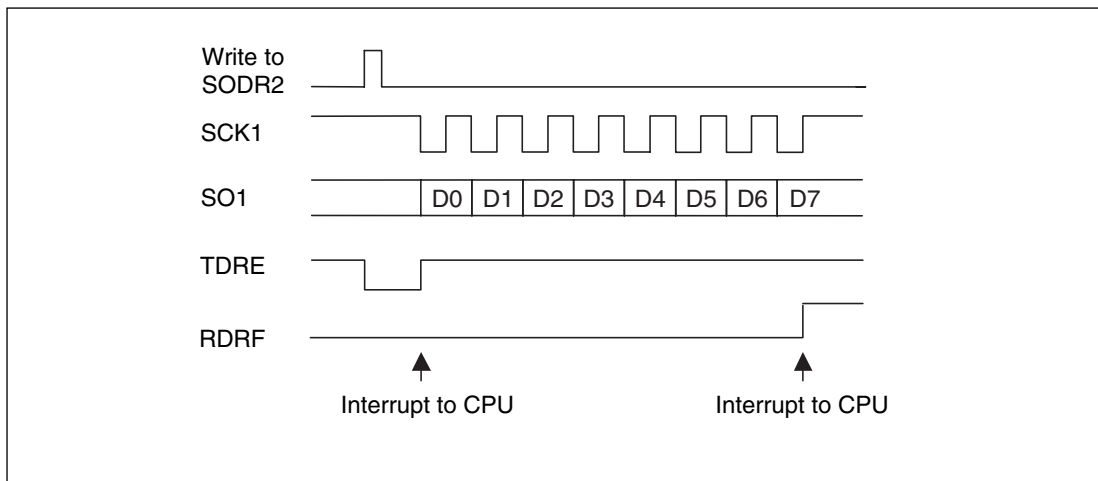 Write to
SODR2
SCK1
SO1
D0 D1 D2 D3 D4 D5 D6 D7
TDRE
RDRF
Interrupt to CPU Interrupt to CPU